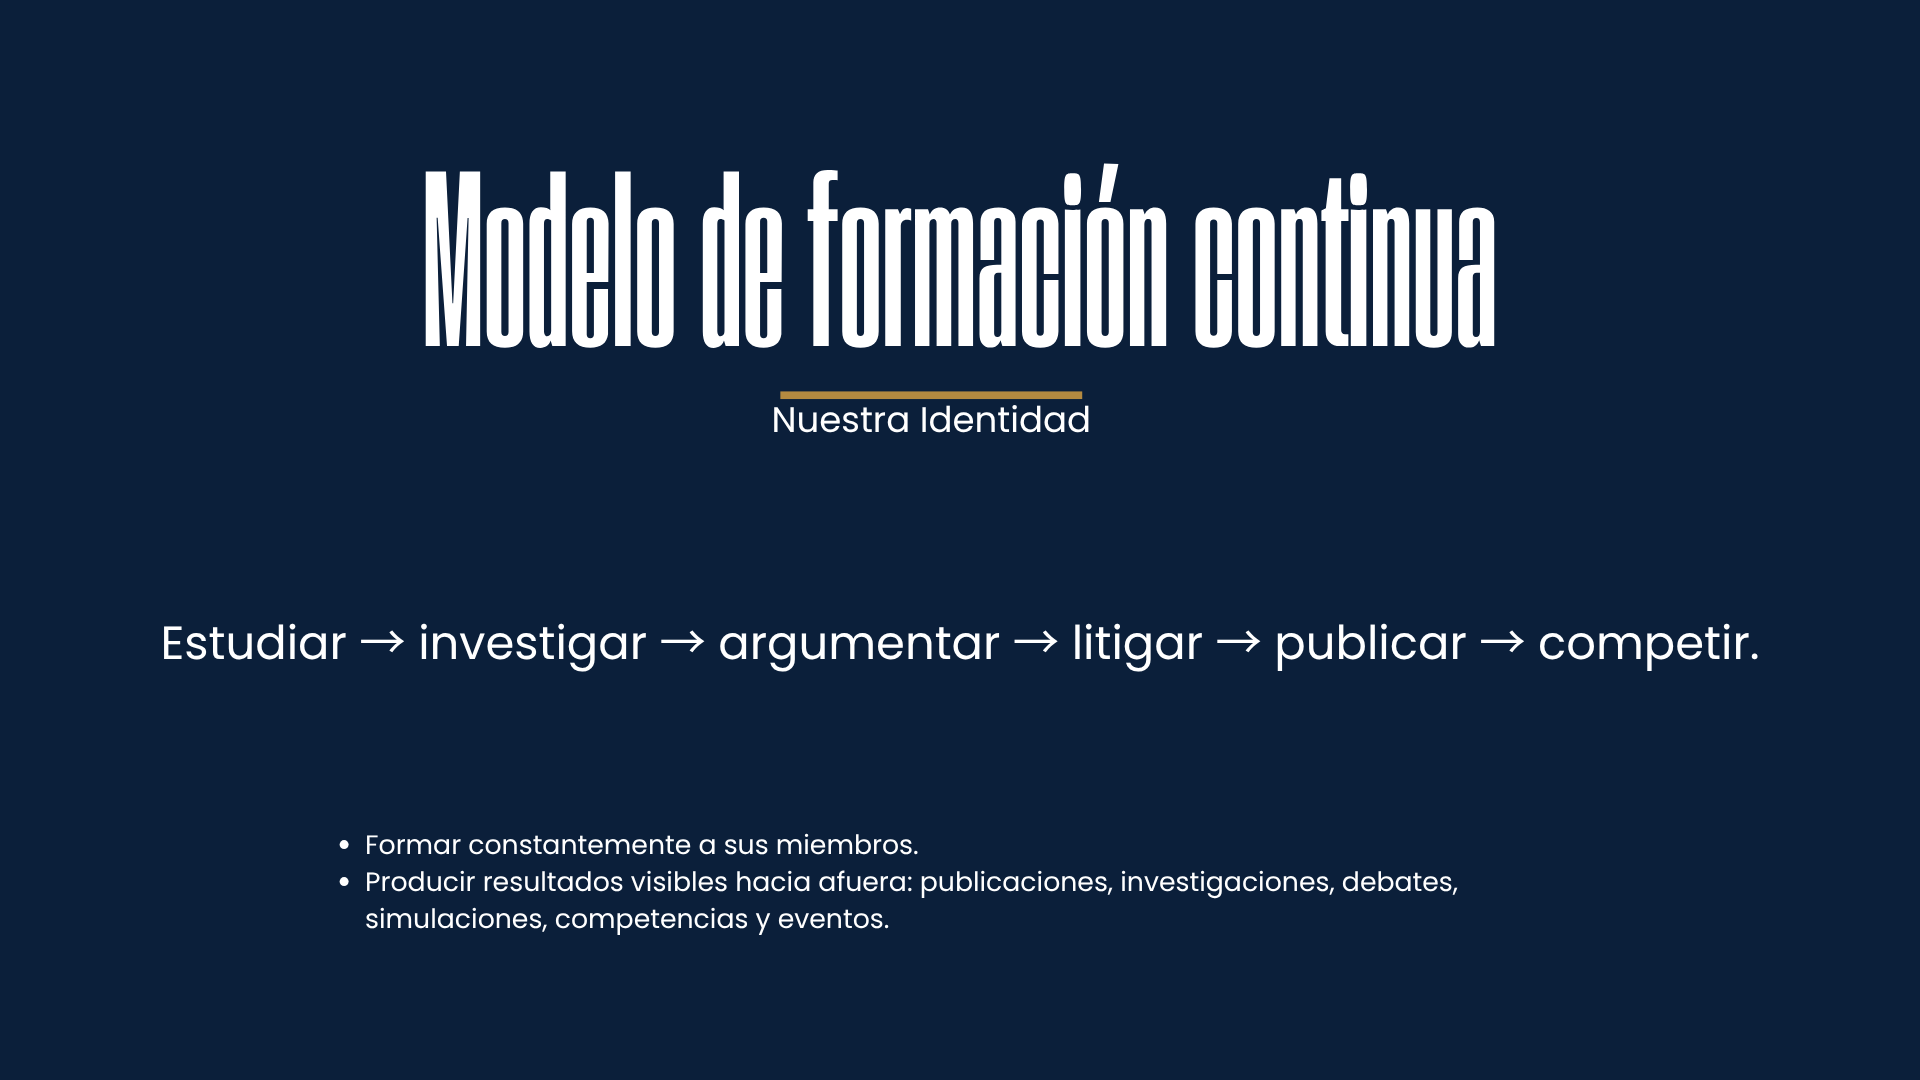 Modelo de formación continua
Nuestra Identidad
Estudiar → investigar → argumentar → litigar → publicar → competir.
• Formar constantemente a sus miembros.
• Producir resultados visibles hacia afuera: publicaciones, investigaciones, debates,
simulaciones, competencias y eventos.